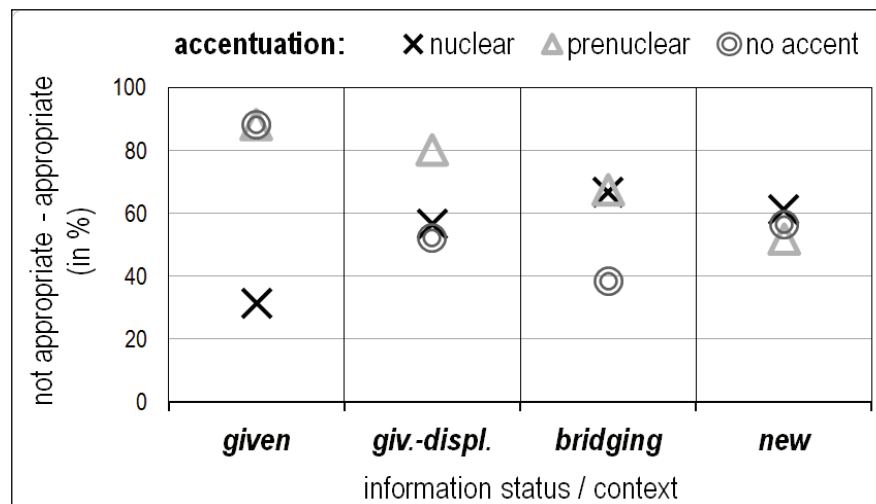 accentuation: nuclear prenuclear no accent
not appropriate - appropriate
(in %)
100
80
60
40
20
0
given giv.-displ. bridging new
information status / context